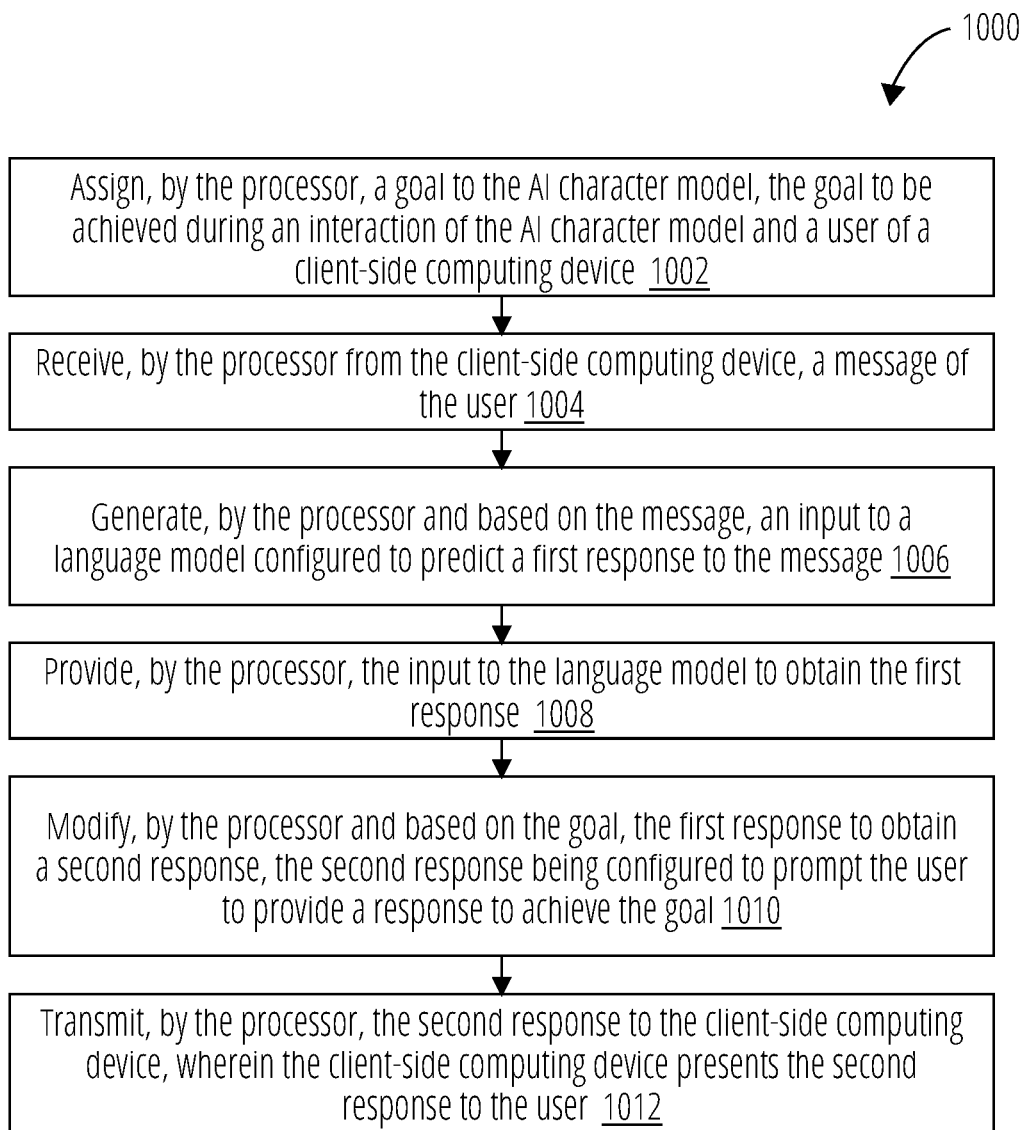 1000
Assign, by the processor, a goal to the AI character model, the goal to be
achieved during an interaction of the AI character model and a user of a
client-side computing device 1002
Receive, by the processor from the client-side computing device, a message of
the user 1004
Generate, by the processor and based on the message, an input to a
language model configured to predict a first response to the message 1006
Provide, by the processor, the input to the language model to obtain the first
response 1008
Modify, by the processor and based on the goal, the first response to obtain
a second response, the second response being configured to prompt the user
to provide a response to achieve the goal 1010
Transmit, by the processor, the second response to the client-side computing
device, wherein the client-side computing device presents the second
response to the user 1012